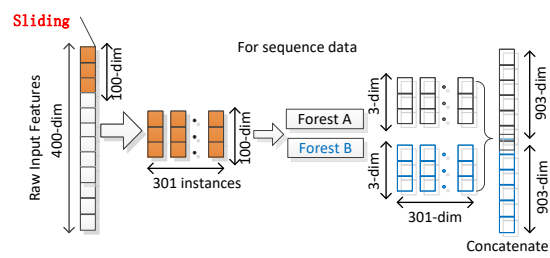 Sliding
For sequence data
Raw Input Features
400-dim
100-dim
301 instances
100-dim
Forest A
Forest B
3-dim
3-dim
301-dim
903-dim
903-dim
Concatenate